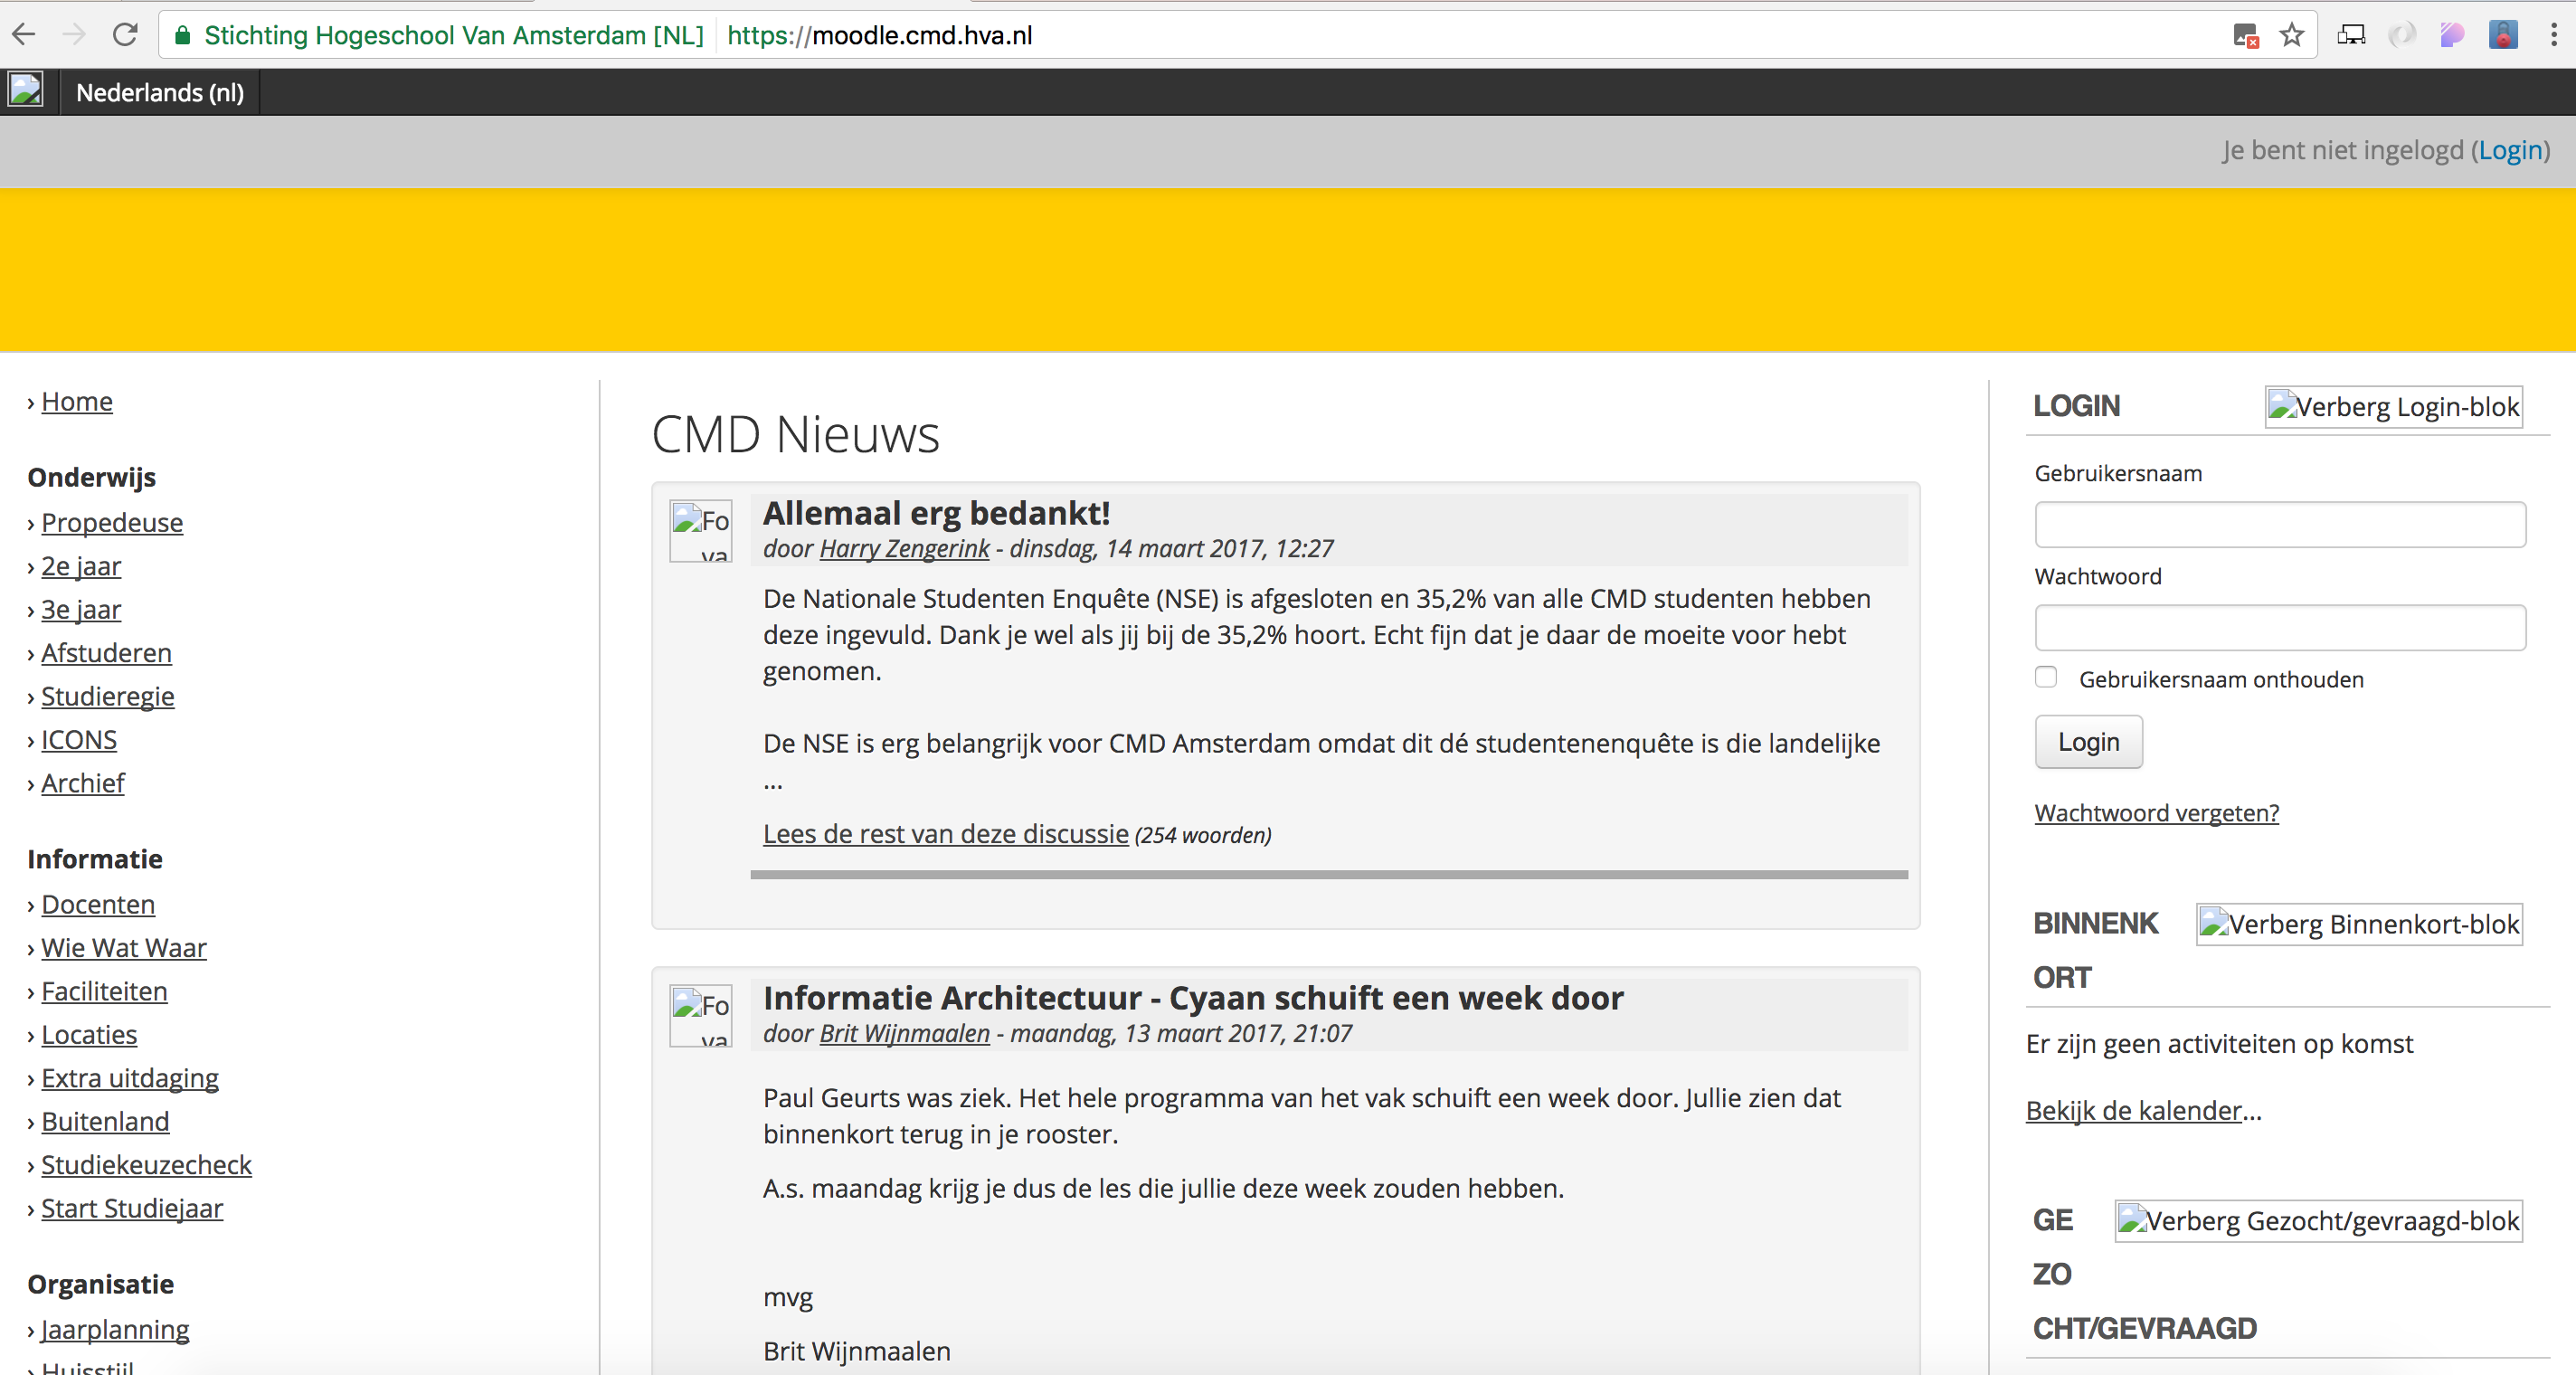 Stichting Hogeschool Van Amsterdam [NL] https://moodle.cmd.hva.nl
Nederlands (nl)
Je bent niet ingelogd (Login)
› Home
Onderwijs
› Propedeuse
› 2e jaar
› 3e jaar
› Afstuderen
› Studieregie
› ICONS
› Archief
Informatie
› Docenten
› Wie Wat Waar
› Faciliteiten
› Locaties
› Extra uitdaging
› Buitenland
› Studiekeuzecheck
› Start Studiejaar
Organisatie
› Jaarplanning
› Huisstijl
CMD Nieuws
Fo
va
Allemaal erg bedankt!
door Harry Zengerink - dinsdag, 14 maart 2017, 12:27
De Nationale Studenten Enquête (NSE) is afgesloten en 35,2% van alle CMD studenten hebben
deze ingevuld. Dank je wel als jij bij de 35,2% hoort. Echt fijn dat je daar de moeite voor hebt
genomen.
De NSE is erg belangrijk voor CMD Amsterdam omdat dit dé studentenenquête is die landelijke
...
Lees de rest van deze discussie (254 woorden)
Fo
va
Informatie Architectuur - Cyaan schuift een week door
door Brit Wijnmaalen - maandag, 13 maart 2017, 21:07
Paul Geurts was ziek. Het hele programma van het vak schuift een week door. Jullie zien dat
binnenkort terug in je rooster.
A.s. maandag krijg je dus de les die jullie deze week zouden hebben.
mvg
Brit Wijnmaalen
LOGIN
Verberg Login-blok
Gebruikersnaam
Wachtwoord
Gebruikersnaam onthouden
Login
Wachtwoord vergeten?
BINNENK
ORT
Verberg Binnenkort-blok
Er zijn geen activiteiten op komst
Bekijk de kalender...
GE
ZO
CHT/GEVRAAGD
Verberg Gezocht/gevraagd-blok